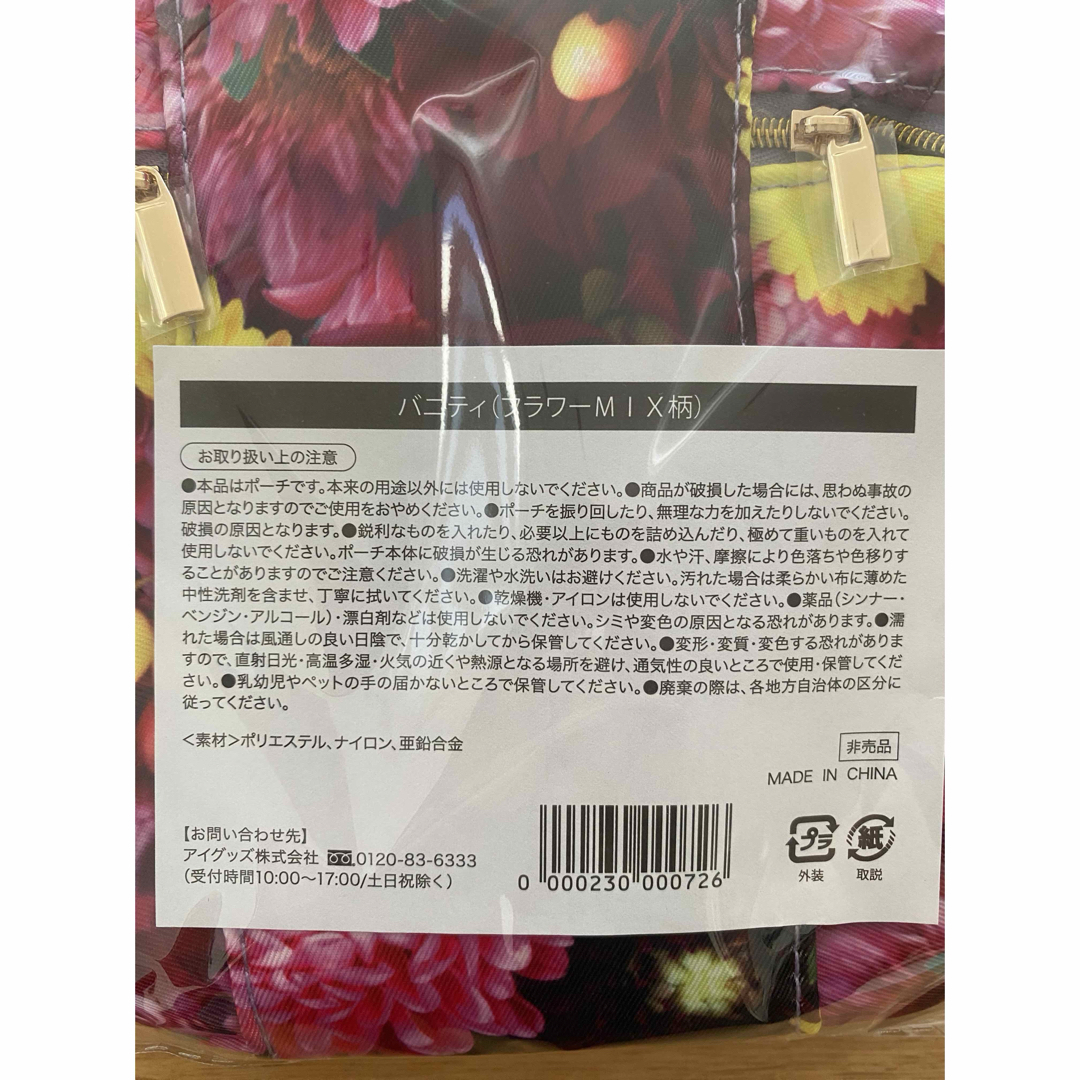 バニティ(フラワーMIX柄)
お取り扱い上の注意
●本品はポーチです。本来の用途以外には使用しないでください。●商品が破損した場合には、思わぬ事故の
原因となりますのでご使用をおやめください。●ポーチを振り回したり、無理な力を加えたりしないでください。
破損の原因となります。●鋭利なものを入れたり、必要以上にものを詰め込んだり、極めて重いものを入れて
使用しないでください。ポーチ本体に破損が生じる恐れがあります。●水や汗、摩擦により色落ちや色移りす
ることがありますのでご注意ください。●洗濯や水洗いはお避けください。汚れた場合は柔らかい布に薄めた
中性洗剤を含ませ、丁寧に拭いてください。●乾燥機・アイロンは使用しないでください。●薬品(シンナー・
ベンジン・アルコール)・漂白剤などは使用しないでください。シミや変色の原因となる恐れがあります。●濡
れた場合は風通しの良い日陰で、十分乾かしてから保管してください。●変形・変質・変色する恐れがありま
すので、直射日光・高温多湿・火気の近くや熱源となる場所を避け、通気性の良いところで使用・保管してくだ
さい。●乳幼児やペットの手の届かないところで保管してください。●廃棄の際は、各地方自治体の区分に
従ってください。
<素材>ポリエステル、ナイロン、亜鉛合金
非売品
MADE IN CHINA
【お問い合わせ先】
アイグッズ株式会社 0120-83-6333
(受付時間10:00〜17:00/土日祝除く)
0 000230 000726
プラ
外装
紙
取説